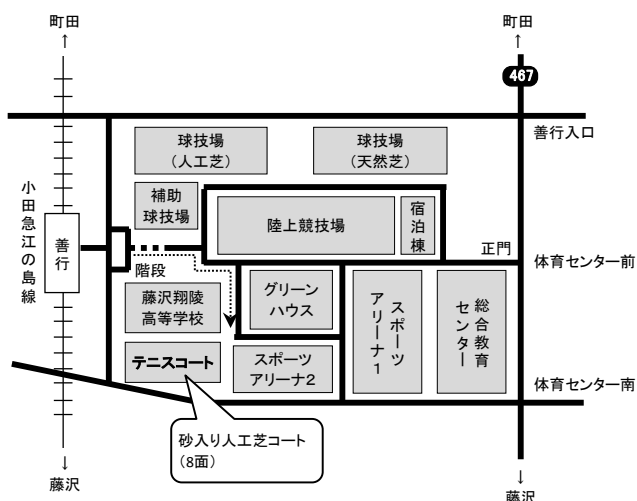 町田
↑
町田
↑
467
善行入口
球技場
（人工芝）
球技場
（天然芝）
小田急江の島線
補助
球技場
陸上競技場
宿泊棟
善行
正門
体育センター前
階段
グリーン
ハウス
スポーツ
アリーナ1
総合教育
センター
藤沢翔陵
高等学校
テニスコート
スポーツ
アリーナ2
体育センター南
砂入り人工芝コート
（8面）
↓
藤沢
↓
藤沢